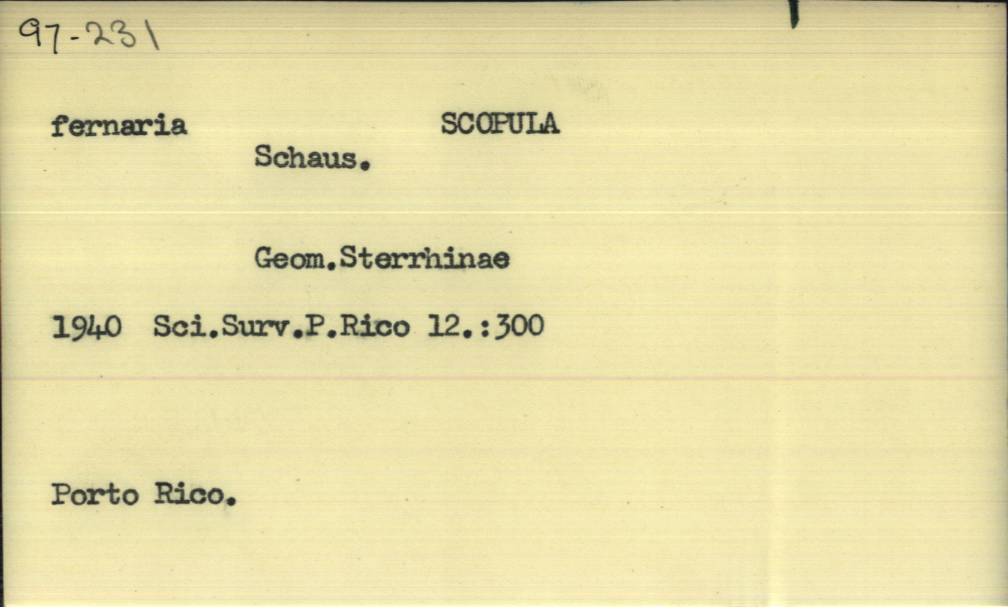 97-231
fernaria SCOPULA
Schaus.
Geom.Sterrhinae
1940 Sci.Surv.P.Rico 12.:300
Porto Rico.